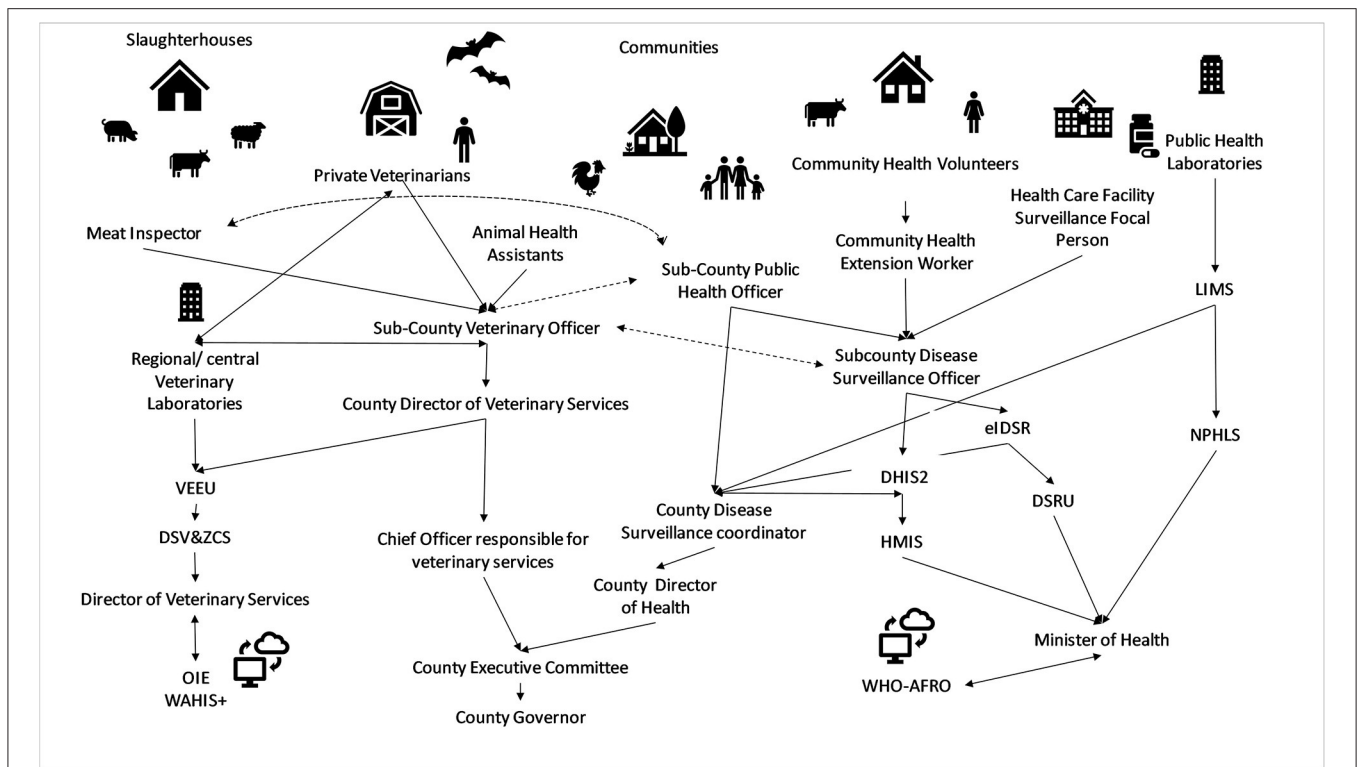 Slaughterhouses
Communities
Private Veterinarians
Community Health Volunteers
Public Health
Laboratories
Health Care Facility
Surveillance Focal
Person
Meat Inspector
Animal Health
Assistants
Community Health
Extension Worker
Sub-County Public
Health Officer
LIMS
Sub-County Veterinary Officer
Regional/ central
Veterinary
Laboratories
Subcounty Disease
Surveillance Officer
County Director of Veterinary Services
eIDSR
NPHLS
VEEU
DHIS2
DSRU
County Disease
Surveillance coordinator
DSV&ZCS
Chief Officer responsible for
veterinary services
HMIS
County Director
of Health
Director of Veterinary Services
Minister of Health
County Executive Committee
OIE
WAHIS+
WHO-AFRO
County Governor